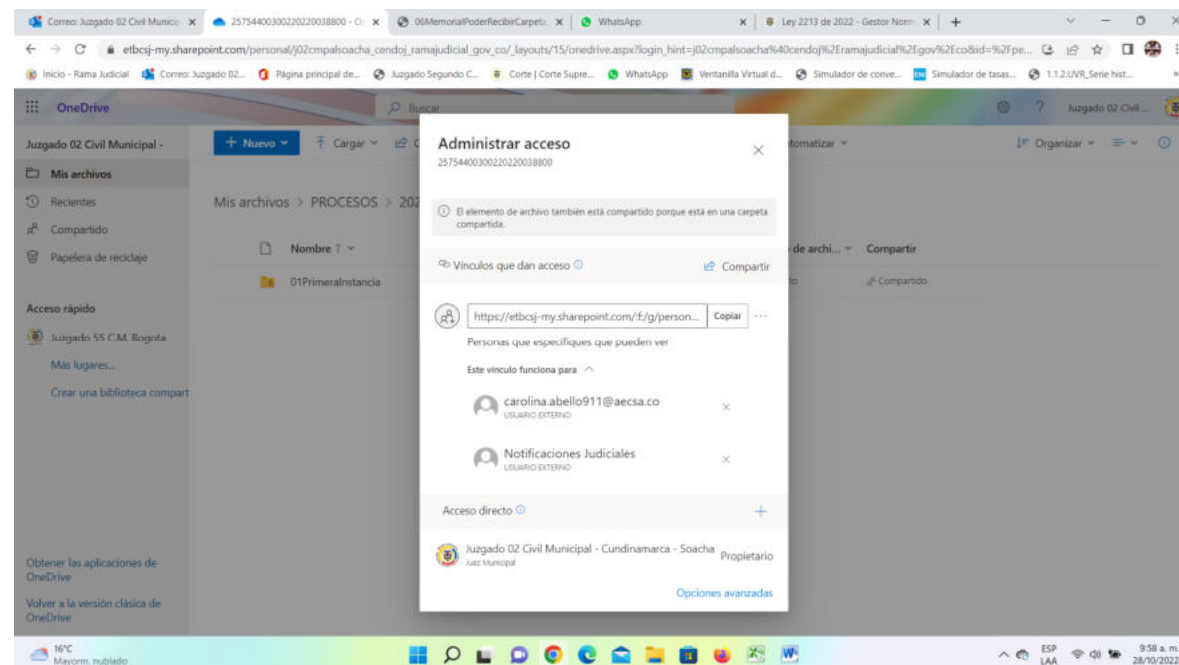 Correo: Juzgado 02 Civil Municip
25754400300220220038800 - O
06MemorialPoderRecibirCarpeta
WhatsApp
Ley 2213 de 2022 - Gestor Norm
etbcsj-my.sharepoint.com/personal/j02cmpalsoacha_cendoj_ramajudicial_gov_co/_layouts/15/onedrive.aspx?login_hint=j02cmpalsoacha%40cendoj%2Eramajudicial%2Egov%2Eco&id=%2Fpe...
Inicio - Rama Judicial
Correo: Juzgado 02...
Página principal de...
Juzgado Segundo C...
Corte | Corte Supre...
WhatsApp
Ventanilla Virtual d...
Simulador de conve...
Simulador de tasas...
1.1.2.UVR_Serie hist...
OneDrive
Buscar
Juzgado 02 Civil ...
Juzgado 02 Civil Municipal -
+ Nuevo
Cargar
Automatizar
Organizar
Mis archivos
Recientes
Compartido
Papelera de reciclaje
Acceso rápido
Juzgado 55 C.M. Bogota
Más lugares...
Crear una biblioteca compart
Obtener las aplicaciones de
OneDrive
Volver a la versión clásica de
OneDrive
Mis archivos > PROCESOS > 202
Nombre
de archi...
Compartir
01PrimeraInstancia
Compartido
Administrar acceso
25754400300220220038800
El elemento de archivo también está compartido porque está en una carpeta
compartida.
Vínculos que dan acceso
Compartir
https://etbcsj-my.sharepoint.com/:f:/g/person...
Copiar
Personas que especifiques que pueden ver
Este vínculo funciona para
carolina.abello911@aecsa.co
USUARIO EXTERNO
Notificaciones Judiciales
USUARIO EXTERNO
Acceso directo
Juzgado 02 Civil Municipal - Cundinamarca - Soacha
Juez Municipal
Propietario
Opciones avanzadas
16°C
Mayorm. nublado
ESP
LAA
9:58 a. m.
28/10/2022